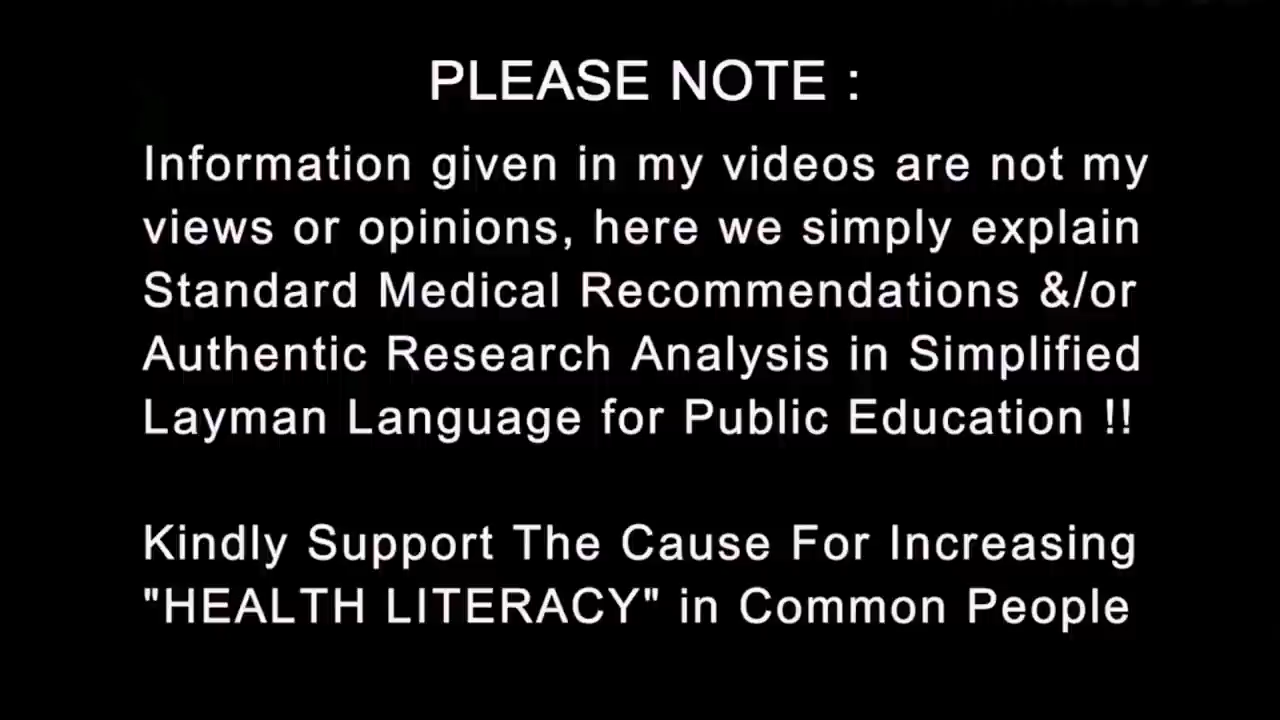 PLEASE NOTE :
Information given in my videos are not my
views or opinions, here we simply explain
Standard Medical Recommendations &/or
Authentic Research Analysis in Simplified
Layman Language for Public Education !!
Kindly Support The Cause For Increasing
"HEALTH LITERACY" in Common People